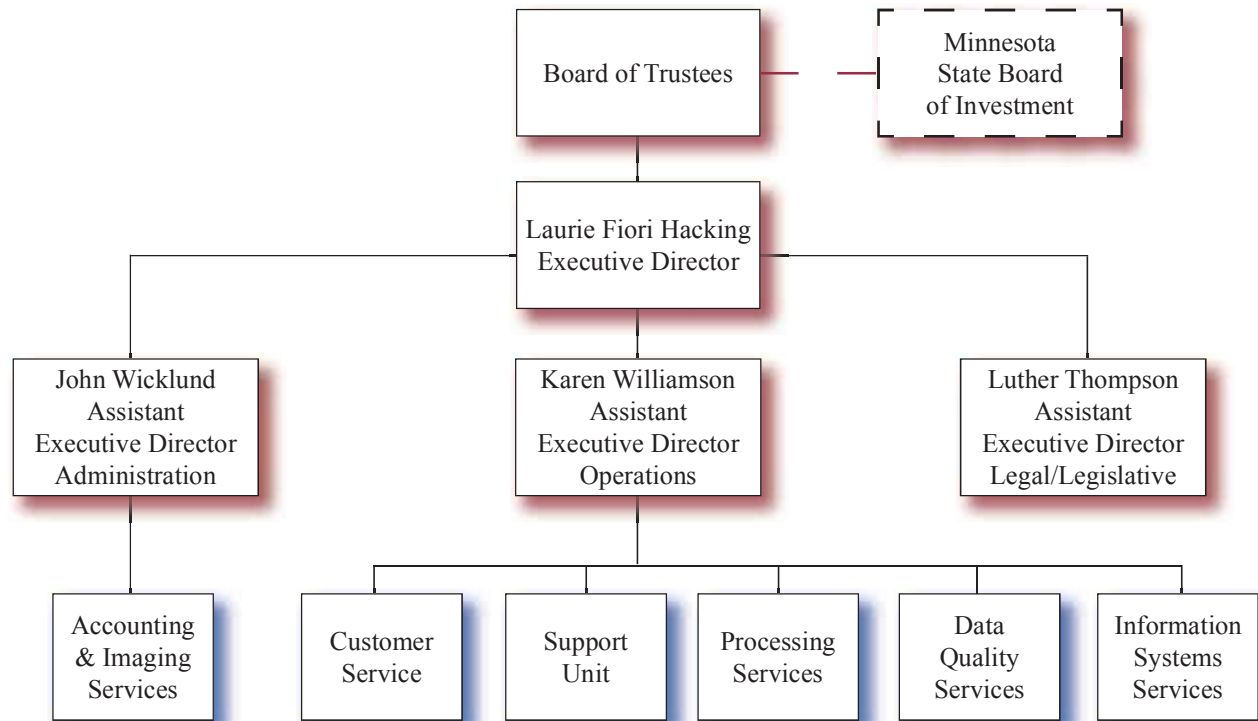 Board of Trustees
Minnesota
State Board
of Investment
Laurie Fiori Hacking
Executive Director
John Wicklund
Assistant
Executive Director
Administration
Karen Williamson
Assistant
Executive Director
Operations
Luther Thompson
Assistant
Executive Director
Legal/Legislative
Accounting
& Imaging
Services
Customer
Service
Support
Unit
Processing
Services
Data
Quality
Services
Information
Systems
Services